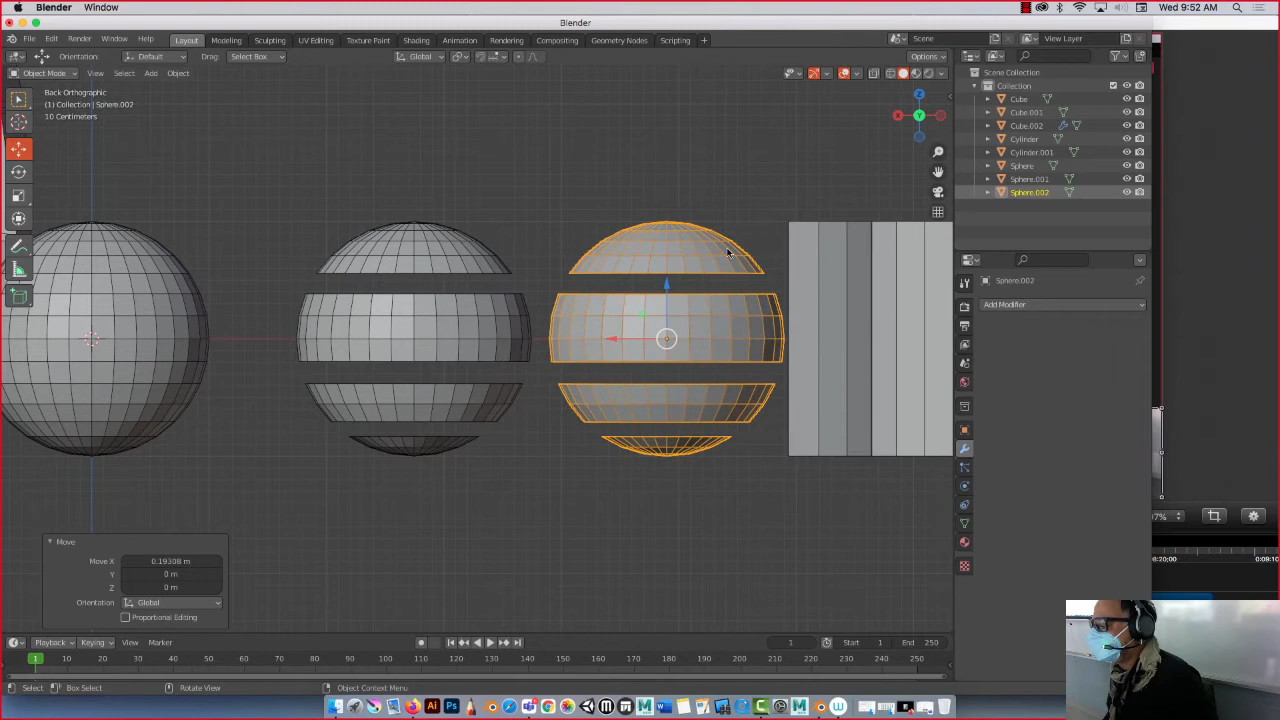 Blender Window Wed 9:52 AM
Blender
File Edit Render Window Help Layout Modeling Sculpting UV Editing Texture Paint Shading Animation Rendering Compositing Geometry Nodes Scripting + Scene View Layer
Orientation: Default Drag: Select Box Global Options
Object Mode View Select Add Object
Scene Collection
Collection
Cube
Cube.001
Cube.002
Cylinder
Cylinder.001
Sphere
Sphere.001
Sphere.002
Back Orthographic
(1) Collection | Sphere.002
10 Centimeters
Z
X
Y
Sphere.002
Add Modifier
Move
Move X 0.19308 m
Y 0 m
Z 0 m
Orientation Global
Proportional Editing
Playback Keying View Marker 1 Start 1 End 250
1 10 20 30 40 50 60 70 80 90 100 110 120 130 140 150 160 170 180 190 200 210 220 230 240 250
Select Box Select Rotate View Object Context Menu